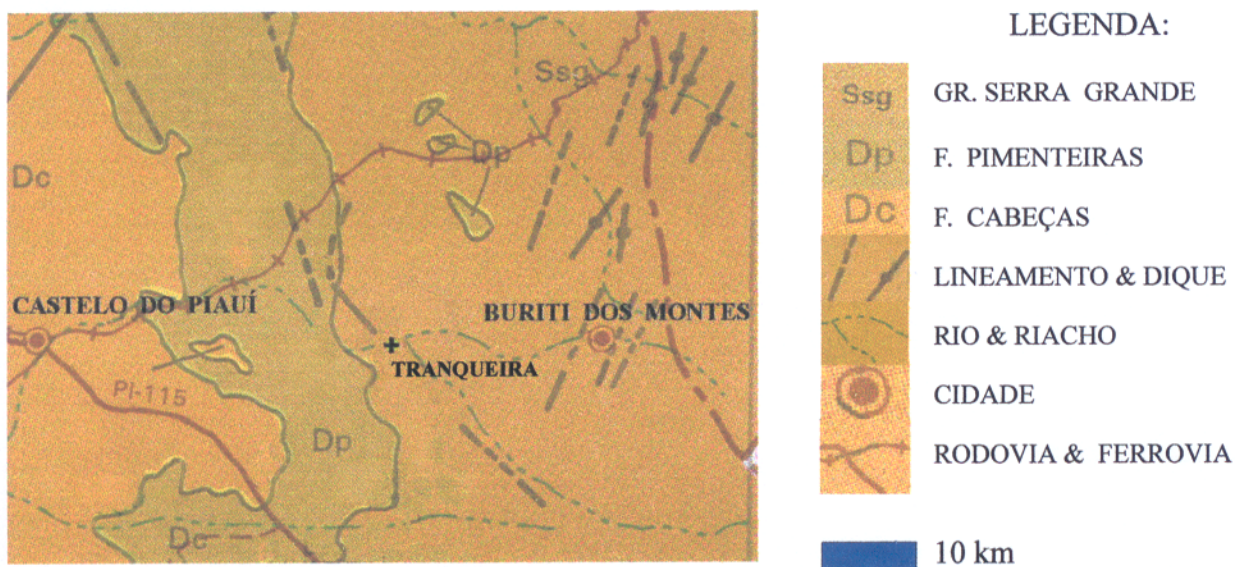 Ssg
Dp
Dc
CASTELO DO PIAUÍ
BURITI DOS MONTES
TRANQUEIRA
PI-115
Dp
Dc
LEGENDA:
Ssg GR. SERRA GRANDE
Dp F. PIMENTEIRAS
Dc F. CABEÇAS
LINEAMENTO & DIQUE
RIO & RIACHO
CIDADE
RODOVIA & FERROVIA
10 km